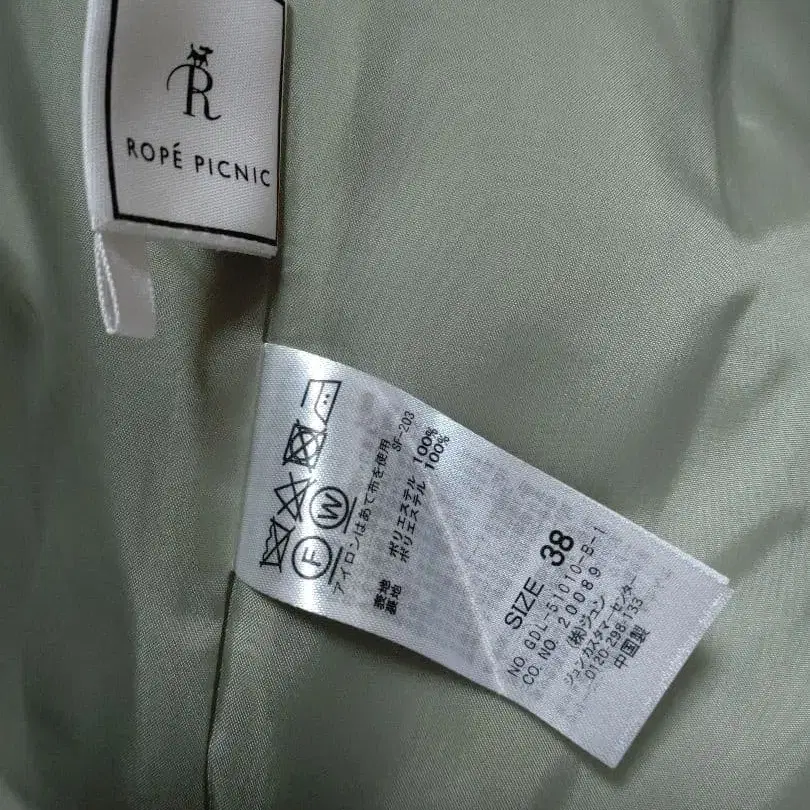 R
ROPÉ PICNIC
F
W
アイロンはあて布を使用
SF-203
表地 ポリエステル 100%
裏地 ポリエステル 100%
SIZE 38
NO. GDL-51010-B-1
CO. NO. 20089
(株)ジュン
ジュンカスタマーセンター
0120-298-133
中国製